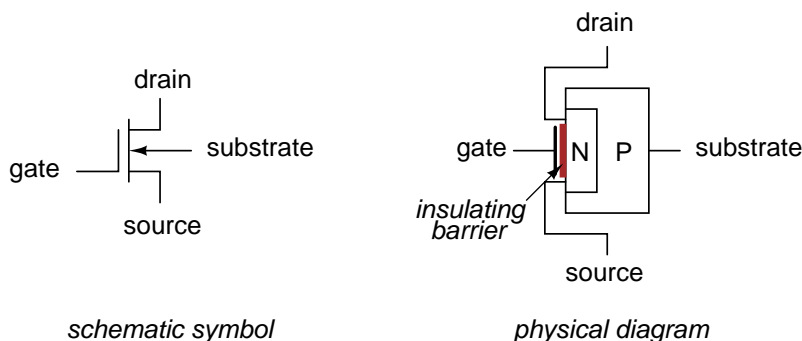 drain
gate
substrate
source
schematic symbol
drain
gate
N
P
substrate
insulating
barrier
source
physical diagram